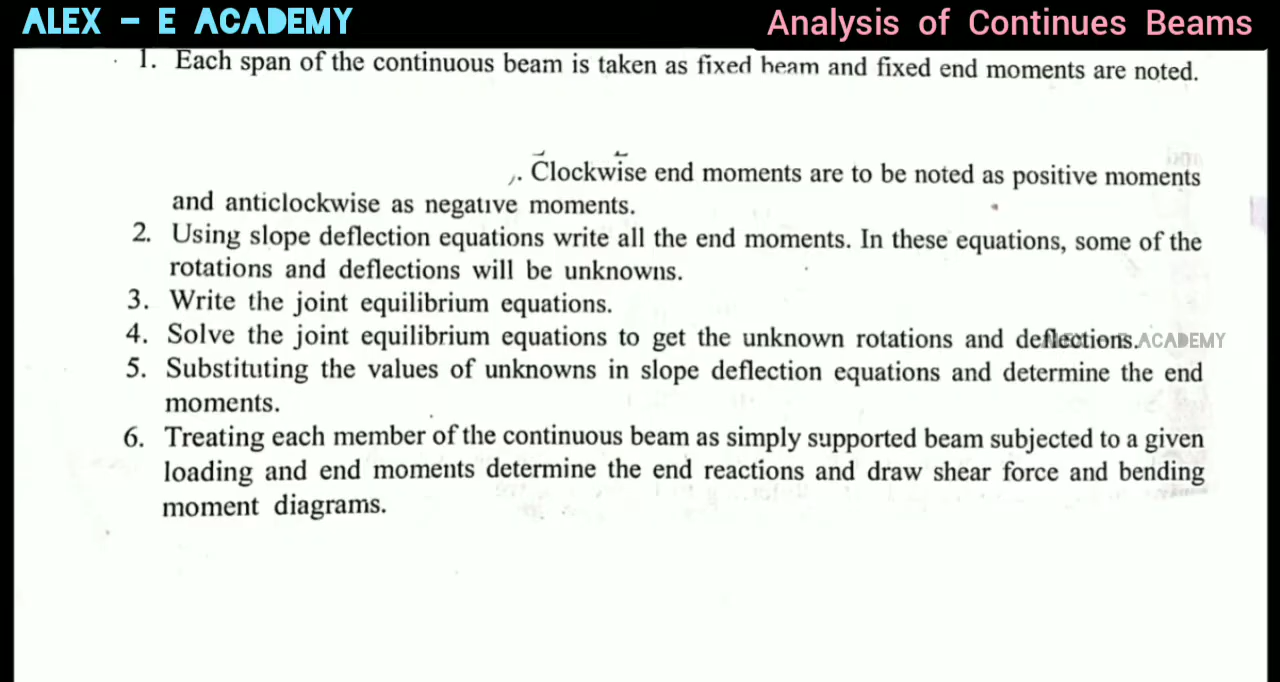 ALEX - E ACADEMY
Analysis of Continues Beams
1. Each span of the continuous beam is taken as fixed beam and fixed end moments are noted.
Clockwise end moments are to be noted as positive moments
and anticlockwise as negative moments.
2. Using slope deflection equations write all the end moments. In these equations, some of the
rotations and deflections will be unknowns.
3. Write the joint equilibrium equations.
4. Solve the joint equilibrium equations to get the unknown rotations and deflections.
ACADEMY
5. Substituting the values of unknowns in slope deflection equations and determine the end
moments.
6. Treating each member of the continuous beam as simply supported beam subjected to a given
loading and end moments determine the end reactions and draw shear force and bending
moment diagrams.